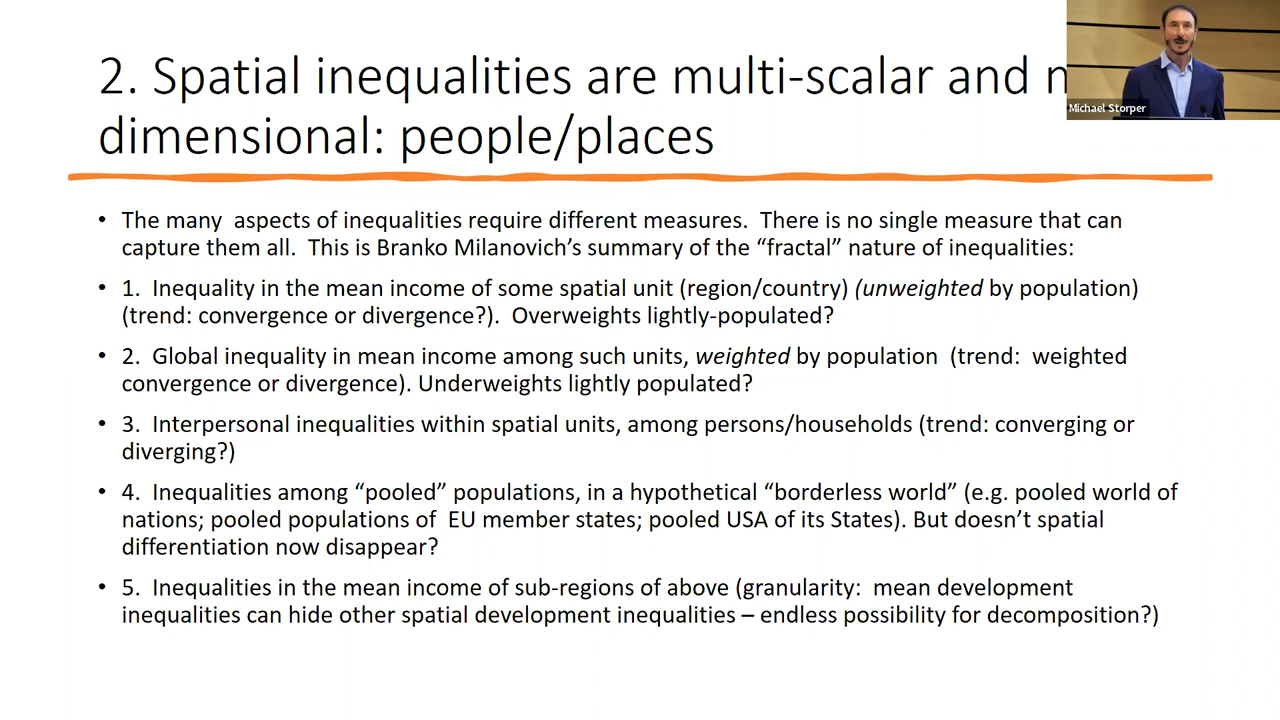 2. Spatial inequalities are multi-scalar and
dimensional: people/places
Michael Storper
• The many aspects of inequalities require different measures. There is no single measure that can
capture them all. This is Branko Milanovich’s summary of the “fractal” nature of inequalities:
• 1. Inequality in the mean income of some spatial unit (region/country) (unweighted by population)
(trend: convergence or divergence?). Overweights lightly-populated?
• 2. Global inequality in mean income among such units, weighted by population (trend: weighted
convergence or divergence). Underweights lightly populated?
• 3. Interpersonal inequalities within spatial units, among persons/households (trend: converging or
diverging?)
• 4. Inequalities among “pooled” populations, in a hypothetical “borderless world” (e.g. pooled world of
nations; pooled populations of EU member states; pooled USA of its States). But doesn’t spatial
differentiation now disappear?
• 5. Inequalities in the mean income of sub-regions of above (granularity: mean development
inequalities can hide other spatial development inequalities – endless possibility for decomposition?)